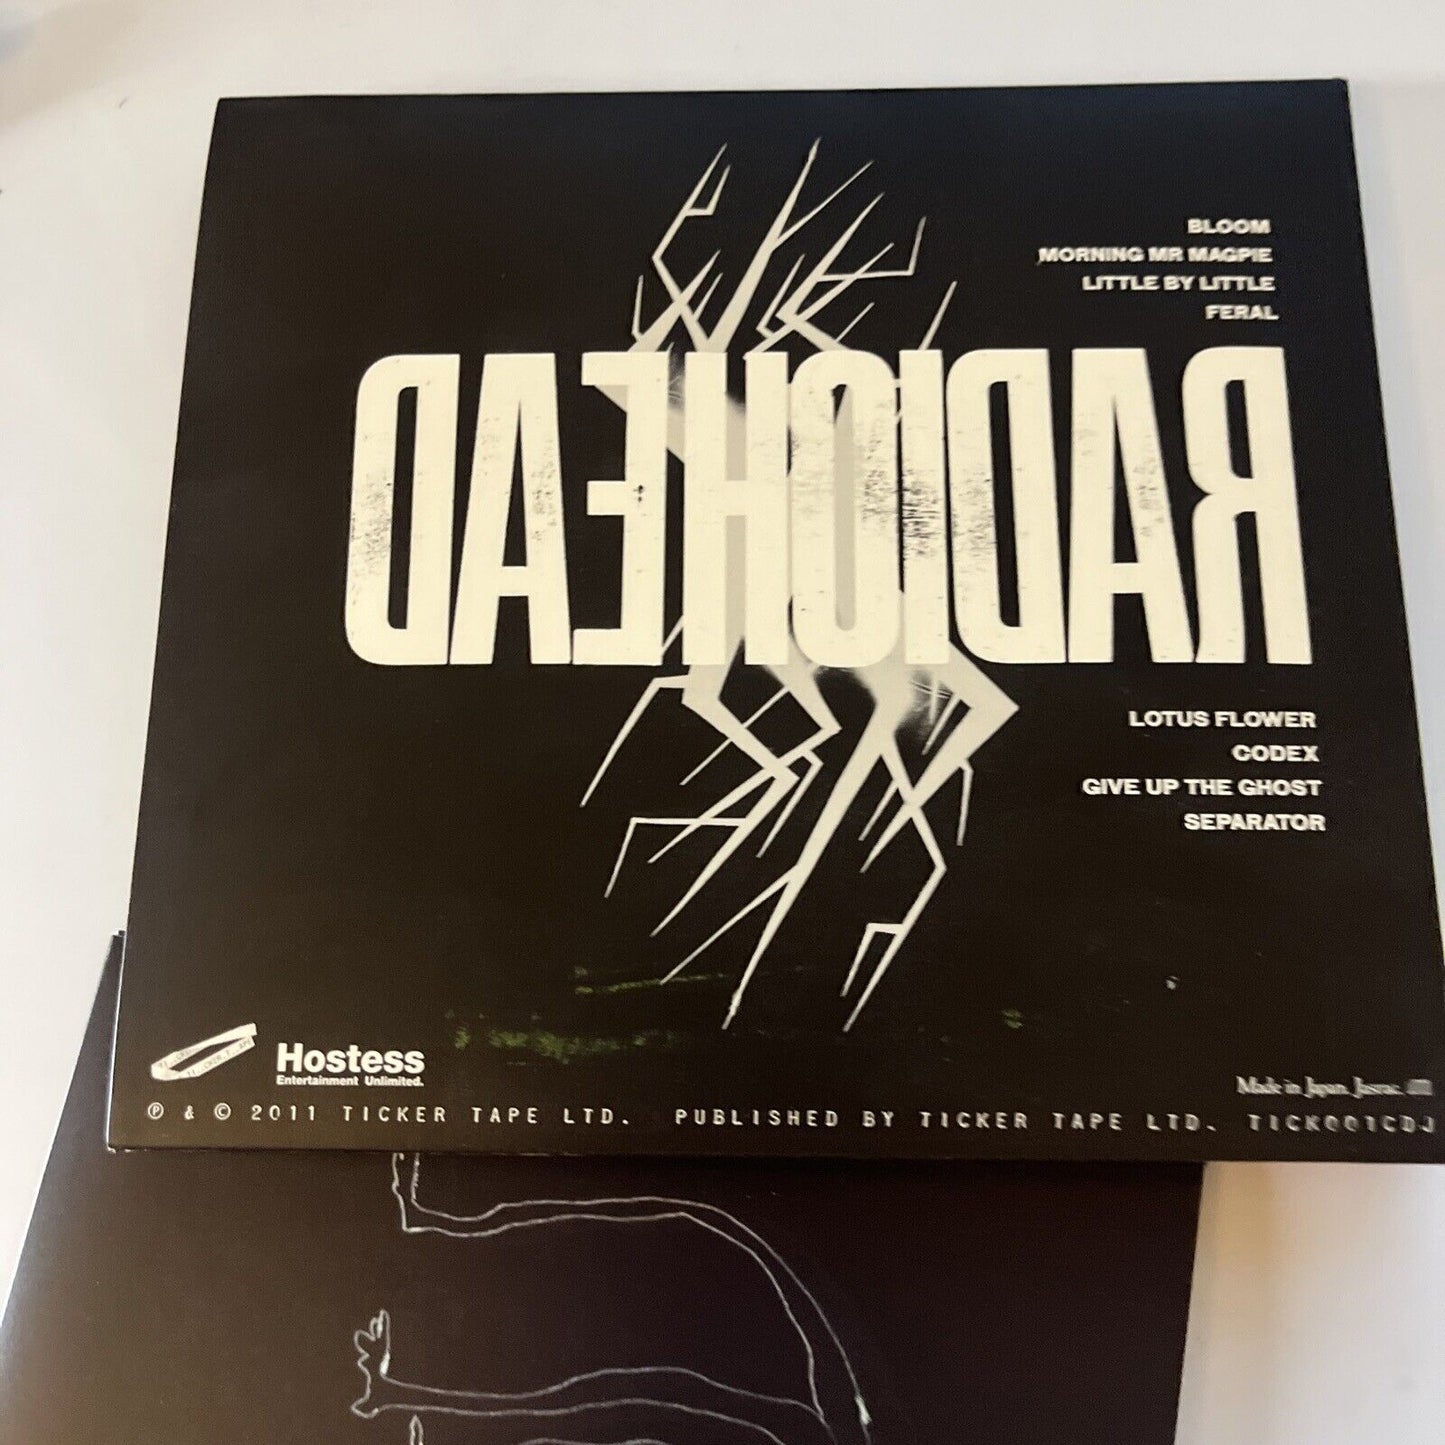 BLOOM
MORNING MR MAGPIE
LITTLE BY LITTLE
FERAL
RADIOHEAD
LOTUS FLOWER
CODEX
GIVE UP THE GHOST
SEPARATOR
Hostess
Entertainment Unlimited.
Made in Japan. Jasrac.
℗ & © 2011 TICKER TAPE LTD. PUBLISHED BY TICKER TAPE LTD. TICK001CDJ